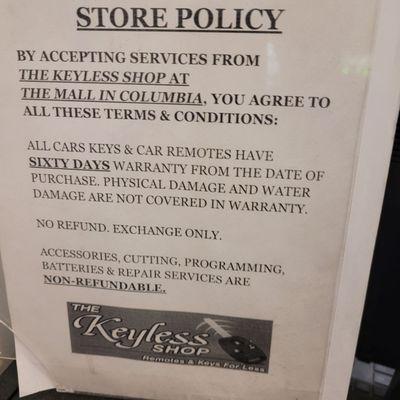 STORE POLICY
BY ACCEPTING SERVICES FROM
THE KEYLESS SHOP AT
THE MALL IN COLUMBIA, YOU AGREE TO
ALL THESE TERMS & CONDITIONS:
ALL CARS KEYS & CAR REMOTES HAVE
SIXTY DAYS WARRANTY FROM THE DATE OF
PURCHASE. PHYSICAL DAMAGE AND WATER
DAMAGE ARE NOT COVERED IN WARRANTY.
NO REFUND. EXCHANGE ONLY.
ACCESSORIES, CUTTING, PROGRAMMING,
BATTERIES & REPAIR SERVICES ARE
NON-REFUNDABLE.
THE
Keyless
SHOP
Remotes & Keys For Less